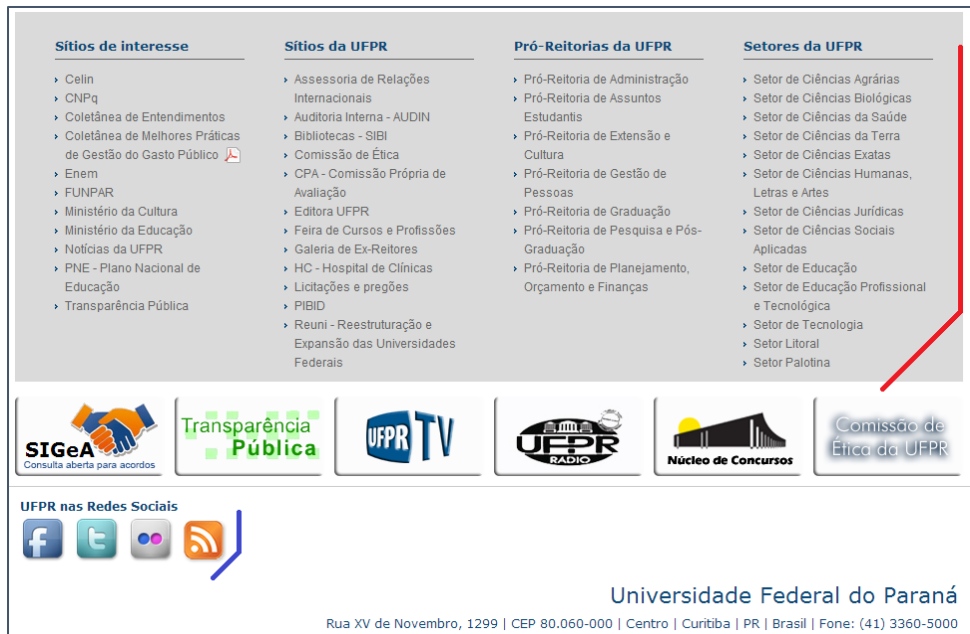 Sítios de interesse
Celin
CNPq
Coletânea de Entendimentos
Coletânea de Melhores Práticas
de Gestão do Gasto Público
Enem
FUNPAR
Ministério da Cultura
Ministério da Educação
Notícias da UFPR
PNE - Plano Nacional de
Educação
Transparência Pública
Sítios da UFPR
Assessoria de Relações
Internacionais
Auditoria Interna - AUDIN
Bibliotecas - SIBI
Comissão de Ética
CPA - Comissão Própria de
Avaliação
Editora UFPR
Feira de Cursos e Profissões
Galeria de Ex-Reitores
HC - Hospital de Clínicas
Licitações e pregões
PIBID
Reuni - Reestruturação e
Expansão das Universidades
Federais
Pró-Reitorias da UFPR
Pró-Reitoria de Administração
Pró-Reitoria de Assuntos
Estudantis
Pró-Reitoria de Extensão e
Cultura
Pró-Reitoria de Gestão de
Pessoas
Pró-Reitoria de Graduação
Pró-Reitoria de Pesquisa e Pós-
Graduação
Pró-Reitoria de Planejamento,
Orçamento e Finanças
Setores da UFPR
Setor de Ciências Agrárias
Setor de Ciências Biológicas
Setor de Ciências da Saúde
Setor de Ciências da Terra
Setor de Ciências Exatas
Setor de Ciências Humanas,
Letras e Artes
Setor de Ciências Jurídicas
Setor de Ciências Sociais
Aplicadas
Setor de Educação
Setor de Educação Profissional
e Tecnológica
Setor de Tecnologia
Setor Litoral
Setor Palotina
SIGeA
Consulta aberta para acordos
Transparência
Pública
UFPR TV
UFPR
RÁDIO
Núcleo de Concursos
Comissão de
Ética da UFPR
UFPR nas Redes Sociais
Universidade Federal do Paraná
Rua XV de Novembro, 1299 | CEP 80.060-000 | Centro | Curitiba | PR | Brasil | Fone: (41) 3360-5000